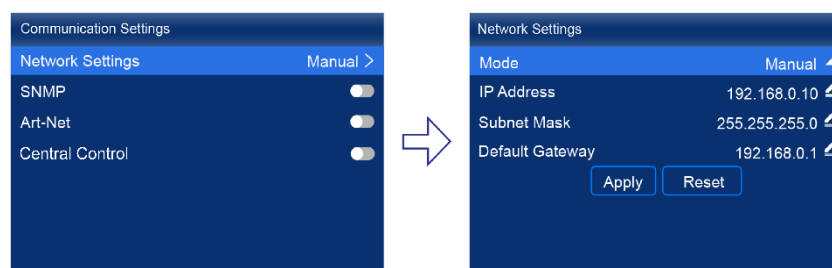 Communication Settings
Network Settings Manual >
SNMP
Art-Net
Central Control
Network Settings
Mode Manual
IP Address 192.168.0.10
Subnet Mask 255.255.255.0
Default Gateway 192.168.0.1
Apply Reset